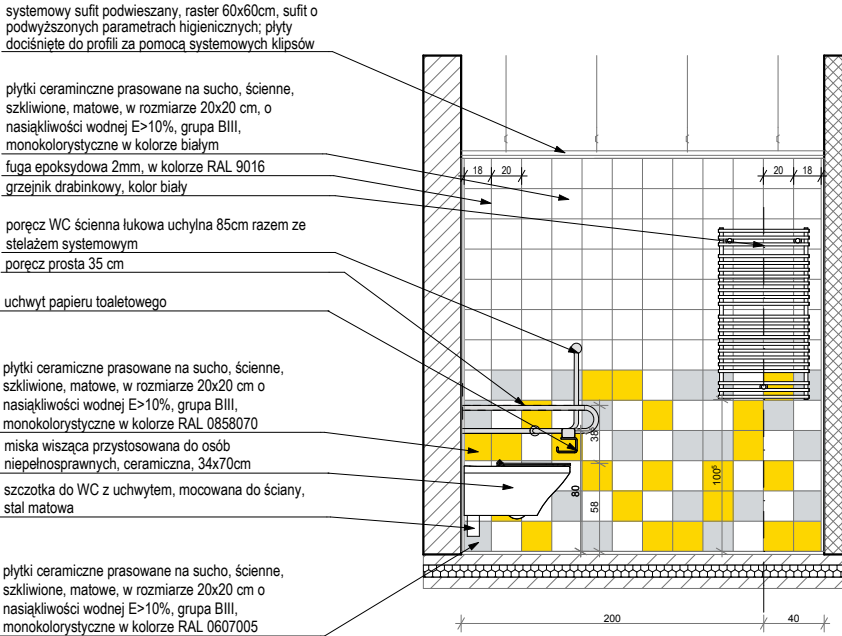 systemowy sufit podwieszany, raster 60x60cm, sufit o
podwyższonych parametrach higienicznych; płyty
dociśnięte do profili za pomocą systemowych klipsów
płytki ceramiczne prasowane na sucho, ścienne,
szkliwione, matowe, w rozmiarze 20x20 cm, o
nasiąkliwości wodnej E>10%, grupa BIII,
monokolorystyczne w kolorze białym
fuga epoksydowa 2mm, w kolorze RAL 9016
grzejnik drabinkowy, kolor biały
poręcz WC ścienna łukowa uchylna 85cm razem ze
stelażem systemowym
poręcz prosta 35 cm
uchwyt papieru toaletowego
płytki ceramiczne prasowane na sucho, ścienne,
szkliwione, matowe, w rozmiarze 20x20 cm o
nasiąkliwości wodnej E>10%, grupa BIII,
monokolorystyczne w kolorze RAL 0858070
miska wisząca przystosowana do osób
niepełnosprawnych, ceramiczna, 34x70cm
szczotka do WC z uchwytem, mocowana do ściany,
stal matowa
płytki ceramiczne prasowane na sucho, ścienne,
szkliwione, matowe, w rozmiarze 20x20 cm o
nasiąkliwości wodnej E>10%, grupa BIII,
monokolorystyczne w kolorze RAL 0607005
18 20
20 18
38
80
58
100⁵
200
40